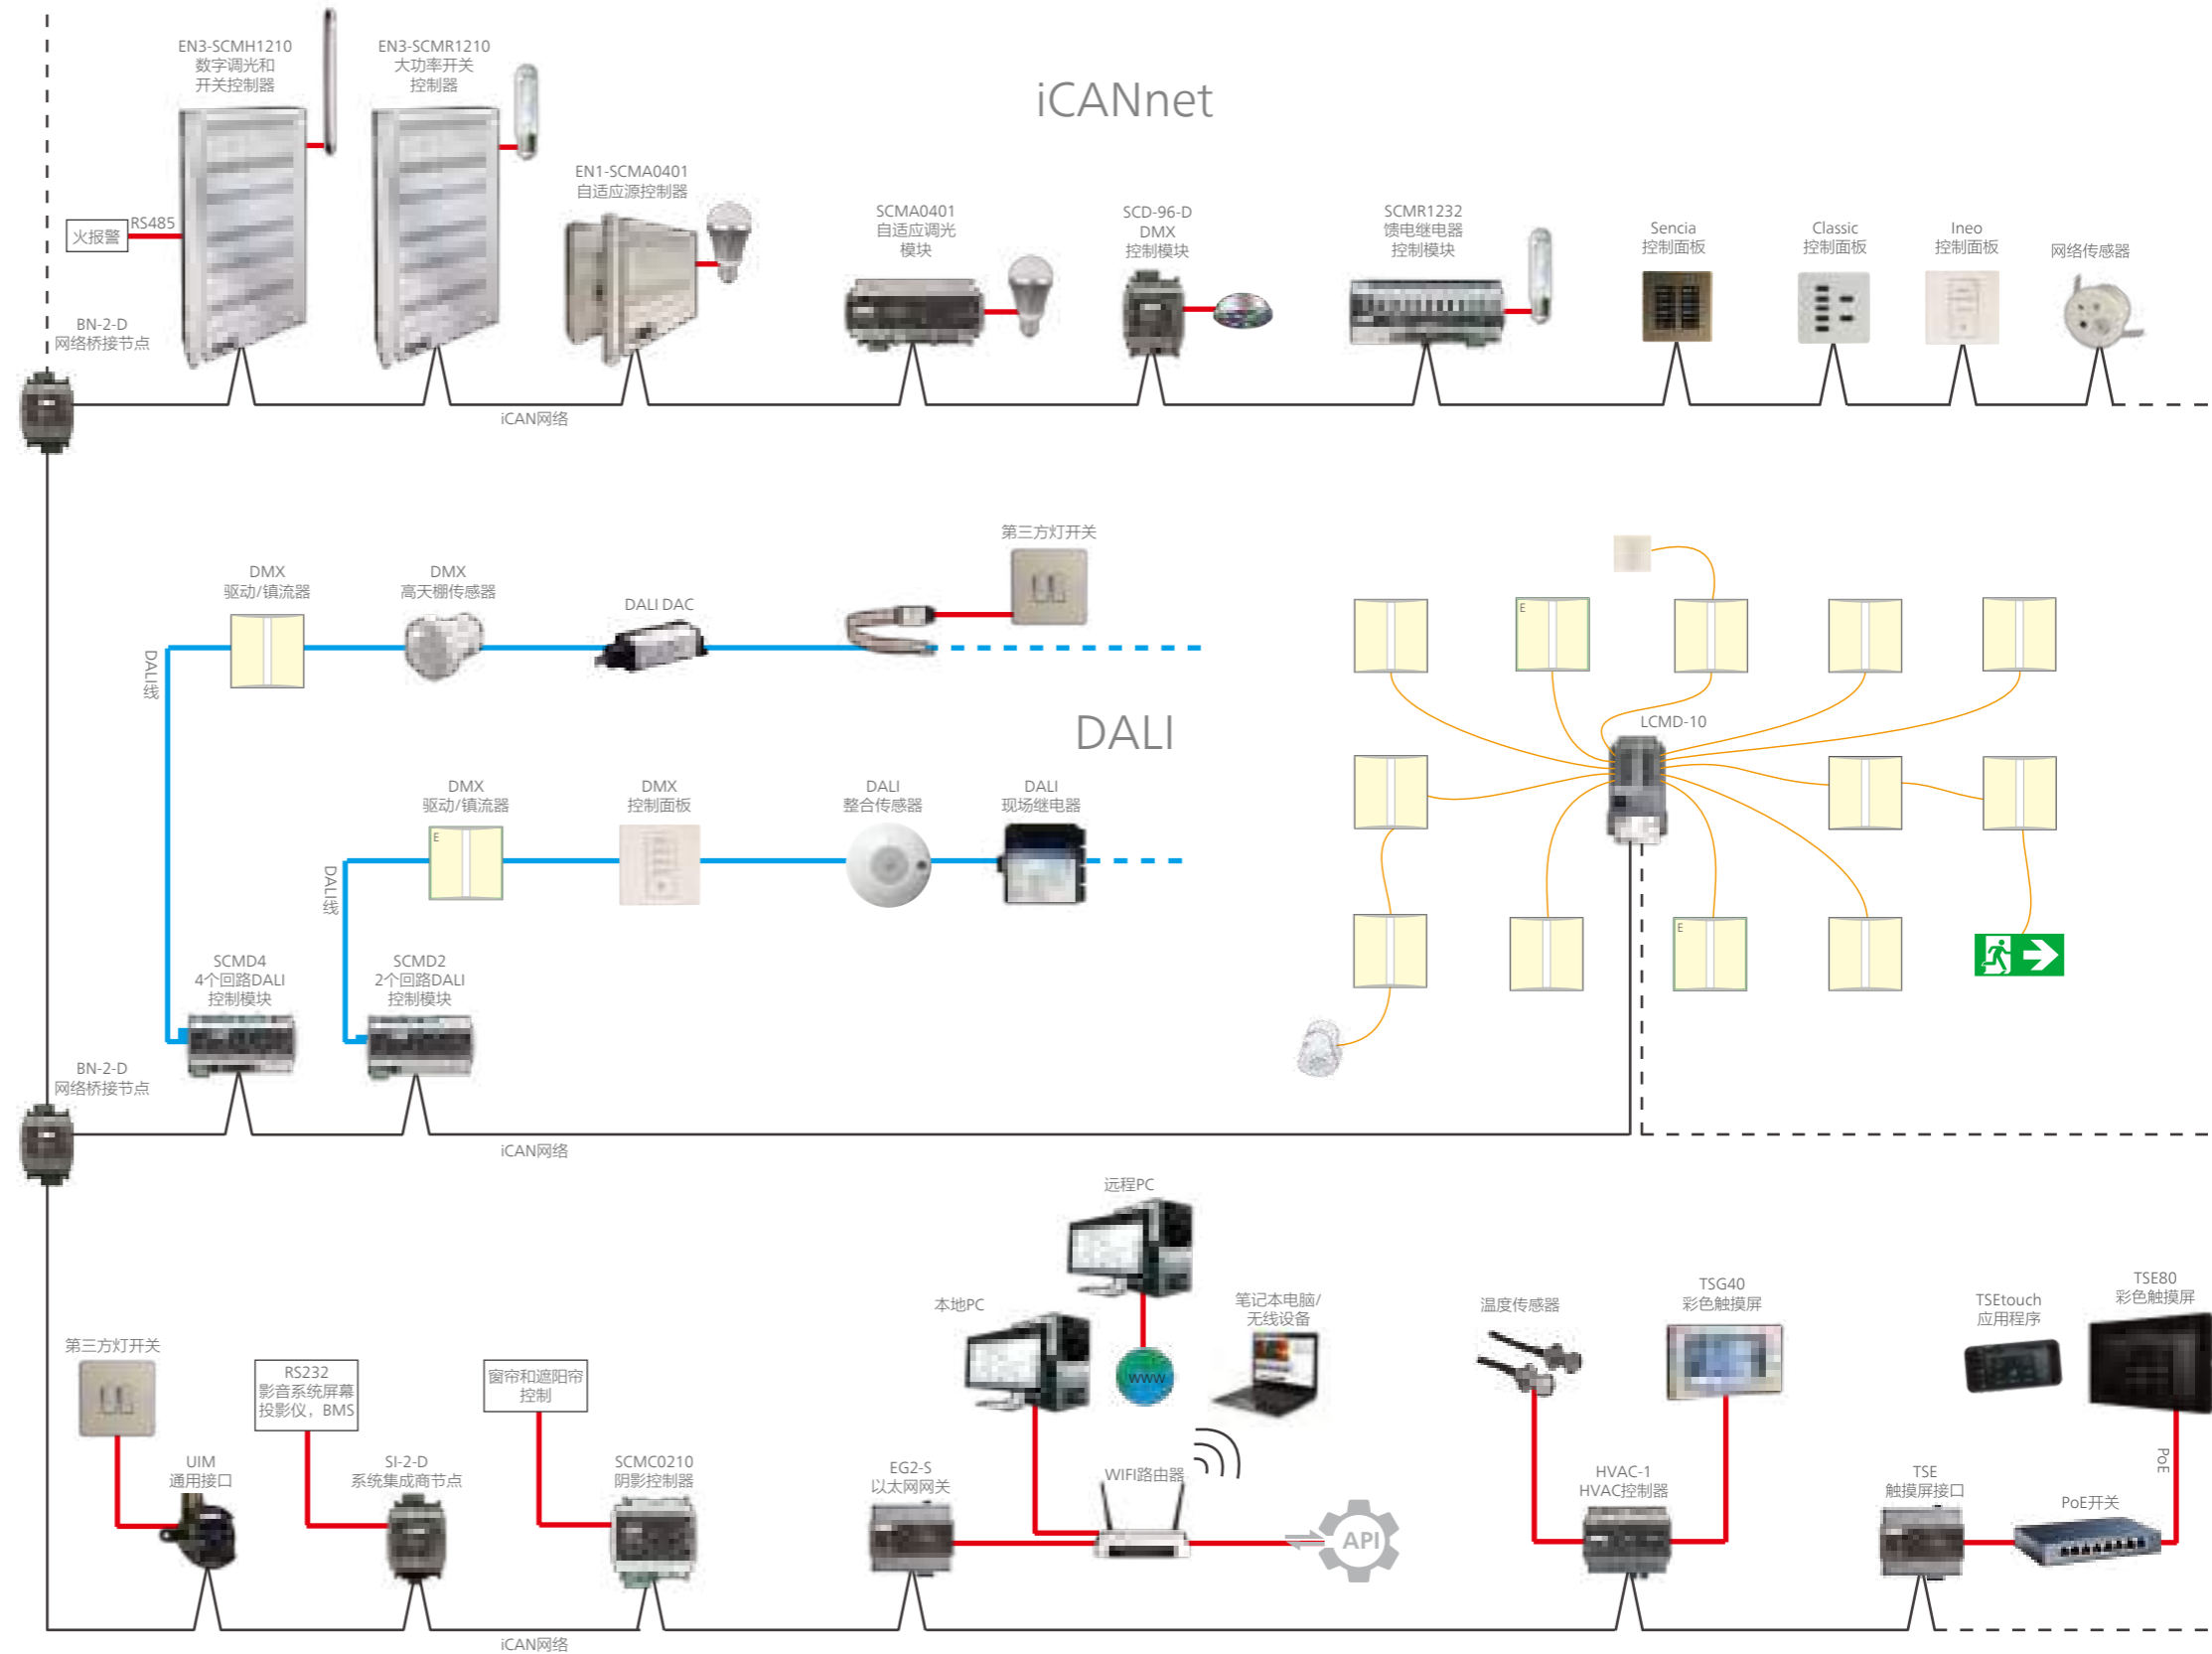 iCANnet
EN3-SCMH1210
数字调光和
开关控制器
EN3-SCMR1210
大功率开关
控制器
EN1-SCMA0401
自适应源控制器
SCMA0401
自适应调光
模块
SCD-96-D
DMX
控制模块
SCMR1232
馈电继电器
控制模块
Sencia
控制面板
Classic
控制面板
Ineo
控制面板
网络传感器
火报警
RS485
BN-2-D
网络桥接节点
iCAN网络
第三方灯开关
DMX
驱动/镇流器
DMX
高天棚传感器
DALI DAC
DALI线
E
DALI
LCMD-10
DMX
驱动/镇流器
DMX
控制面板
DALI
整合传感器
DALI
现场继电器
E
DALI线
E
SCMD4
4个回路DALI
控制模块
SCMD2
2个回路DALI
控制模块
BN-2-D
网络桥接节点
iCAN网络
远程PC
本地PC
笔记本电脑/
无线设备
www
温度传感器
TSG40
彩色触摸屏
TSEtouch
应用程序
TSE80
彩色触摸屏
第三方灯开关
RS232
影音系统屏幕
投影仪，BMS
窗帘和遮阳帘
控制
UIM
通用接口
SI-2-D
系统集成商节点
SCMC0210
阴影控制器
EG2-S
以太网网关
WIFI路由器
API
HVAC-1
HVAC控制器
TSE
触摸屏接口
PoE开关
PoE
iCAN网络